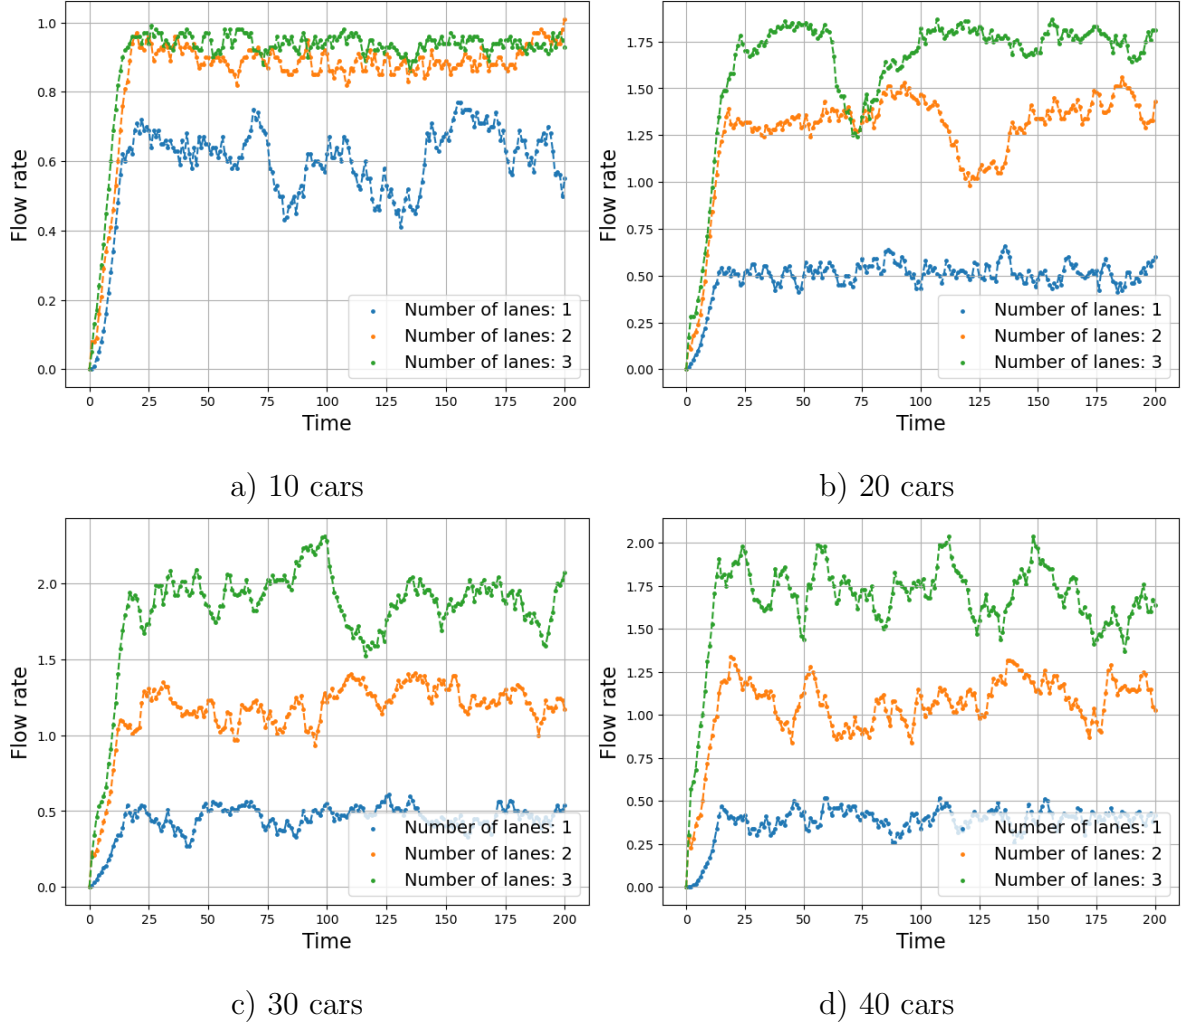 1.0
0.8
0.6
0.4
0.2
0.0
Flow rate
0 25 50 75 100 125 150 175 200
Time
Number of lanes: 1
Number of lanes: 2
Number of lanes: 3
a) 10 cars
1.75
1.50
1.25
1.00
0.75
0.50
0.25
0.00
Flow rate
0 25 50 75 100 125 150 175 200
Time
Number of lanes: 1
Number of lanes: 2
Number of lanes: 3
b) 20 cars
2.0
1.5
1.0
0.5
0.0
Flow rate
0 25 50 75 100 125 150 175 200
Time
Number of lanes: 1
Number of lanes: 2
Number of lanes: 3
c) 30 cars
2.00
1.75
1.50
1.25
1.00
0.75
0.50
0.25
0.00
Flow rate
0 25 50 75 100 125 150 175 200
Time
Number of lanes: 1
Number of lanes: 2
Number of lanes: 3
d) 40 cars